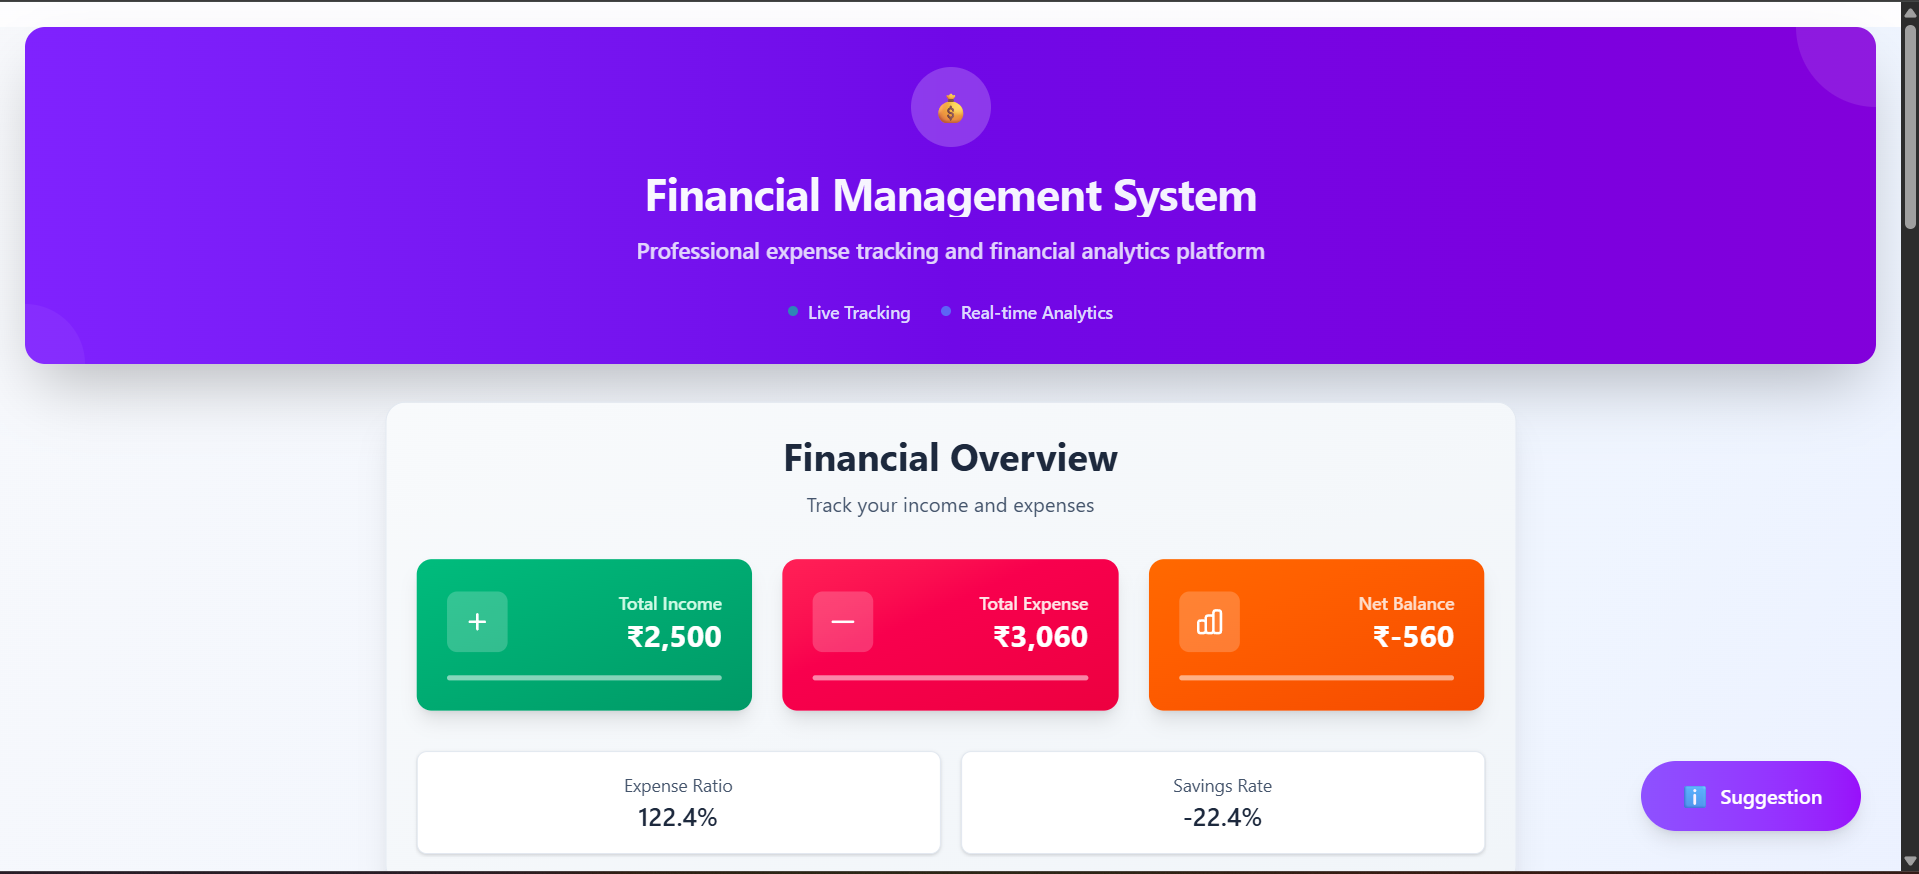 Financial Management System
Professional expense tracking and financial analytics platform
Live Tracking Real-time Analytics
Financial Overview
Track your income and expenses
Total Income
₹2,500
Total Expense
₹3,060
Net Balance
₹-560
Expense Ratio
122.4%
Savings Rate
-22.4%
Suggestion